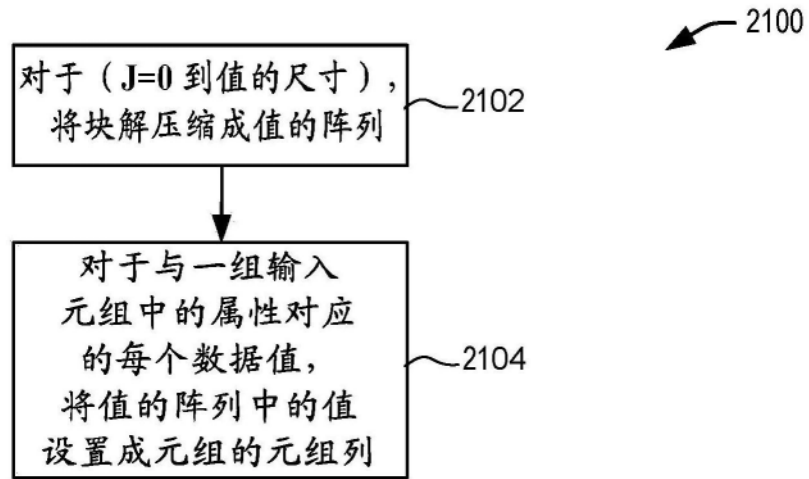 2100
对于（J=0 到值的尺寸），
将块解压缩成值的阵列
2102
对于与一组输入
元组中的属性对应
的每个数据值，
将值的阵列中的值
设置成元组的元组列
2104